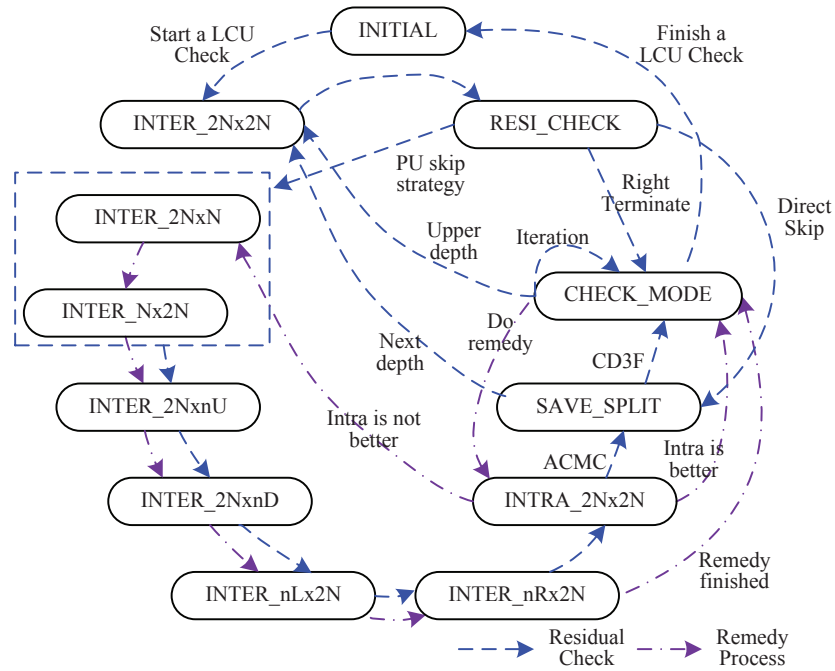 INITIAL
Start a LCU
Check
Finish a
LCU Check
INTER_2Nx2N
RESI_CHECK
PU skip
strategy
Right
Terminate
Direct
Skip
INTER_2NxN
Upper
depth
Iteration
INTER_Nx2N
CHECK_MODE
Do
remedy
Next
depth
CD3F
INTER_2NxnU
SAVE_SPLIT
Intra is not
better
ACMC
Intra is
better
INTER_2NxnD
INTRA_2Nx2N
Remedy
finished
INTER_nLx2N
INTER_nRx2N
Residual
Check
Remedy
Process